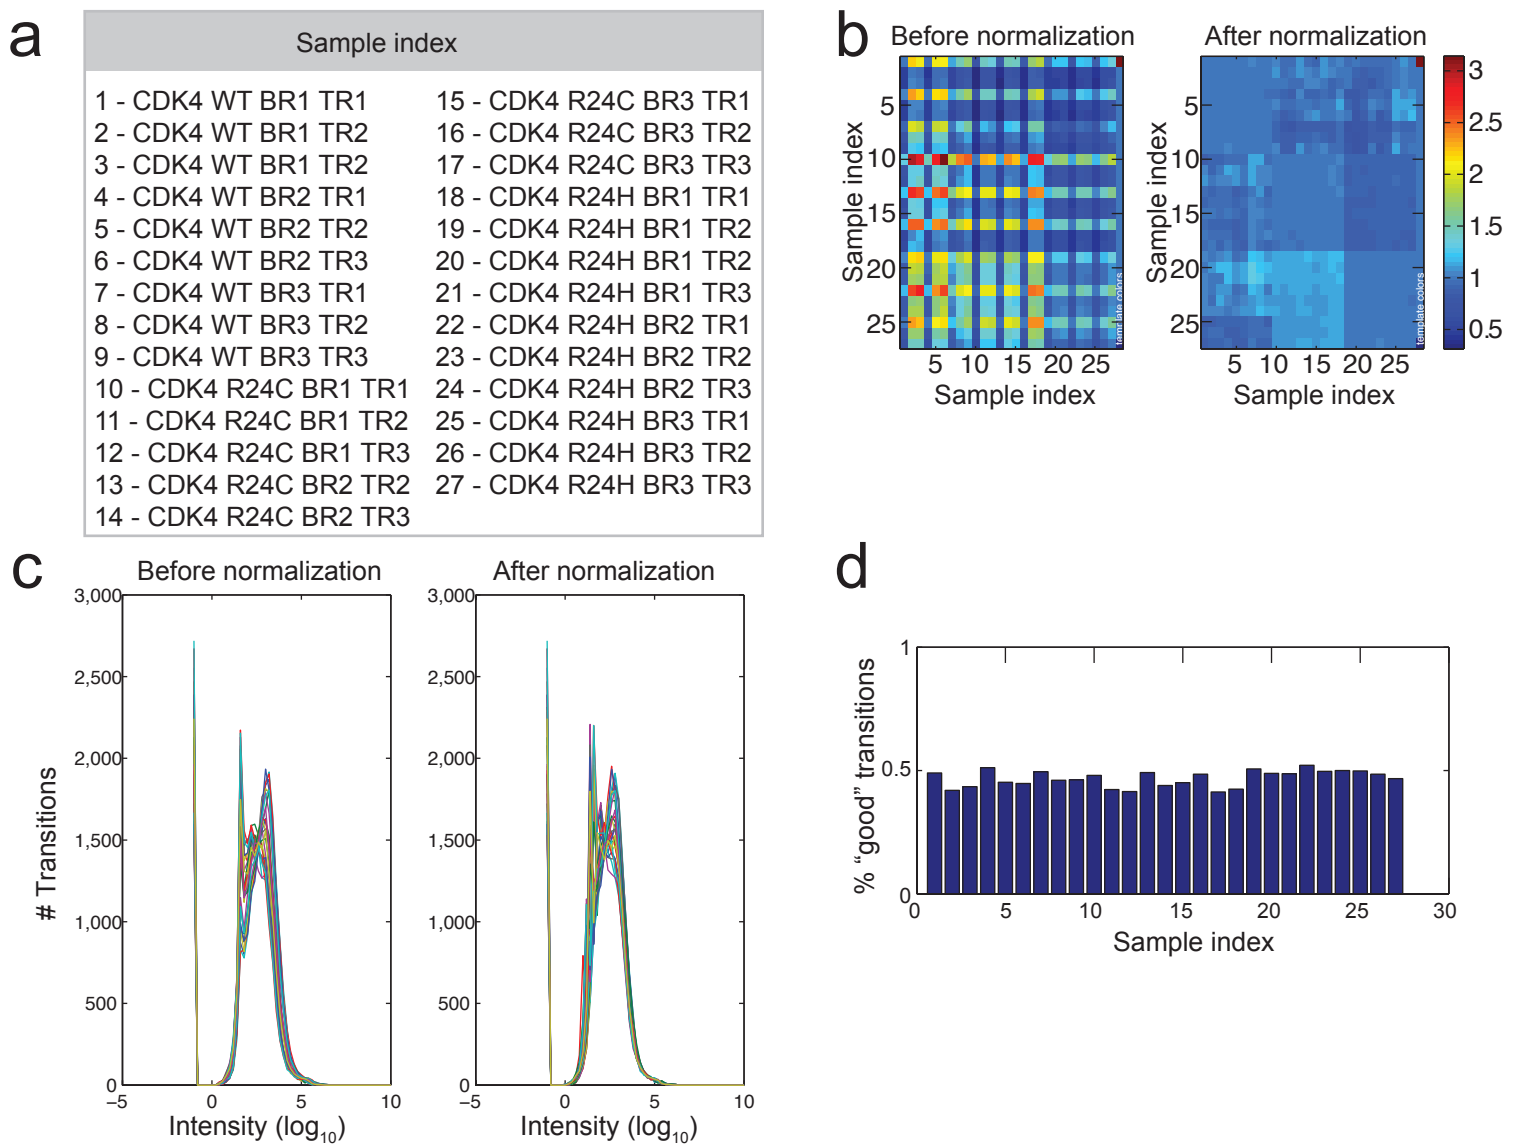 a
Sample index
1 - CDK4 WT BR1 TR1
2 - CDK4 WT BR1 TR2
3 - CDK4 WT BR1 TR2
4 - CDK4 WT BR2 TR1
5 - CDK4 WT BR2 TR2
6 - CDK4 WT BR2 TR3
7 - CDK4 WT BR3 TR1
8 - CDK4 WT BR3 TR2
9 - CDK4 WT BR3 TR3
10 - CDK4 R24C BR1 TR1
11 - CDK4 R24C BR1 TR2
12 - CDK4 R24C BR1 TR3
13 - CDK4 R24C BR2 TR2
14 - CDK4 R24C BR2 TR3
15 - CDK4 R24C BR3 TR1
16 - CDK4 R24C BR3 TR2
17 - CDK4 R24C BR3 TR3
18 - CDK4 R24H BR1 TR1
19 - CDK4 R24H BR1 TR2
20 - CDK4 R24H BR1 TR2
21 - CDK4 R24H BR1 TR3
22 - CDK4 R24H BR2 TR1
23 - CDK4 R24H BR2 TR2
24 - CDK4 R24H BR2 TR3
25 - CDK4 R24H BR3 TR1
26 - CDK4 R24H BR3 TR2
27 - CDK4 R24H BR3 TR3
b
Before normalization
Sample index
5
10
15
20
25
5 10 15 20 25
Sample index
template colors
After normalization
Sample index
5
10
15
20
25
5 10 15 20 25
Sample index
template colors
3
2.5
2
1.5
1
0.5
c
Before normalization
# Transitions
3,000
2,500
2,000
1,500
1,000
500
0
−5 0 5 10
Intensity (log10)
After normalization
3,000
2,500
2,000
1,500
1,000
500
0
−5 0 5 10
Intensity (log10)
d
% “good” transitions
1
0.5
0
0 5 10 15 20 25 30
Sample index